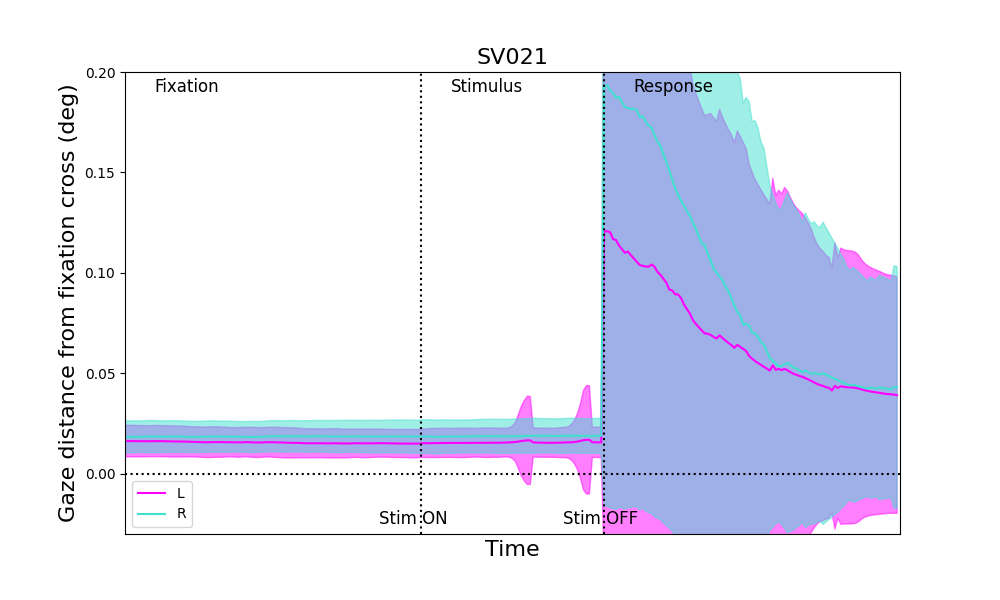 SV021
Fixation
Stimulus
Response
0.20
0.15
0.10
0.05
0.00
Gaze distance from fixation cross (deg)
L
R
Stim ON
Stim OFF
Time